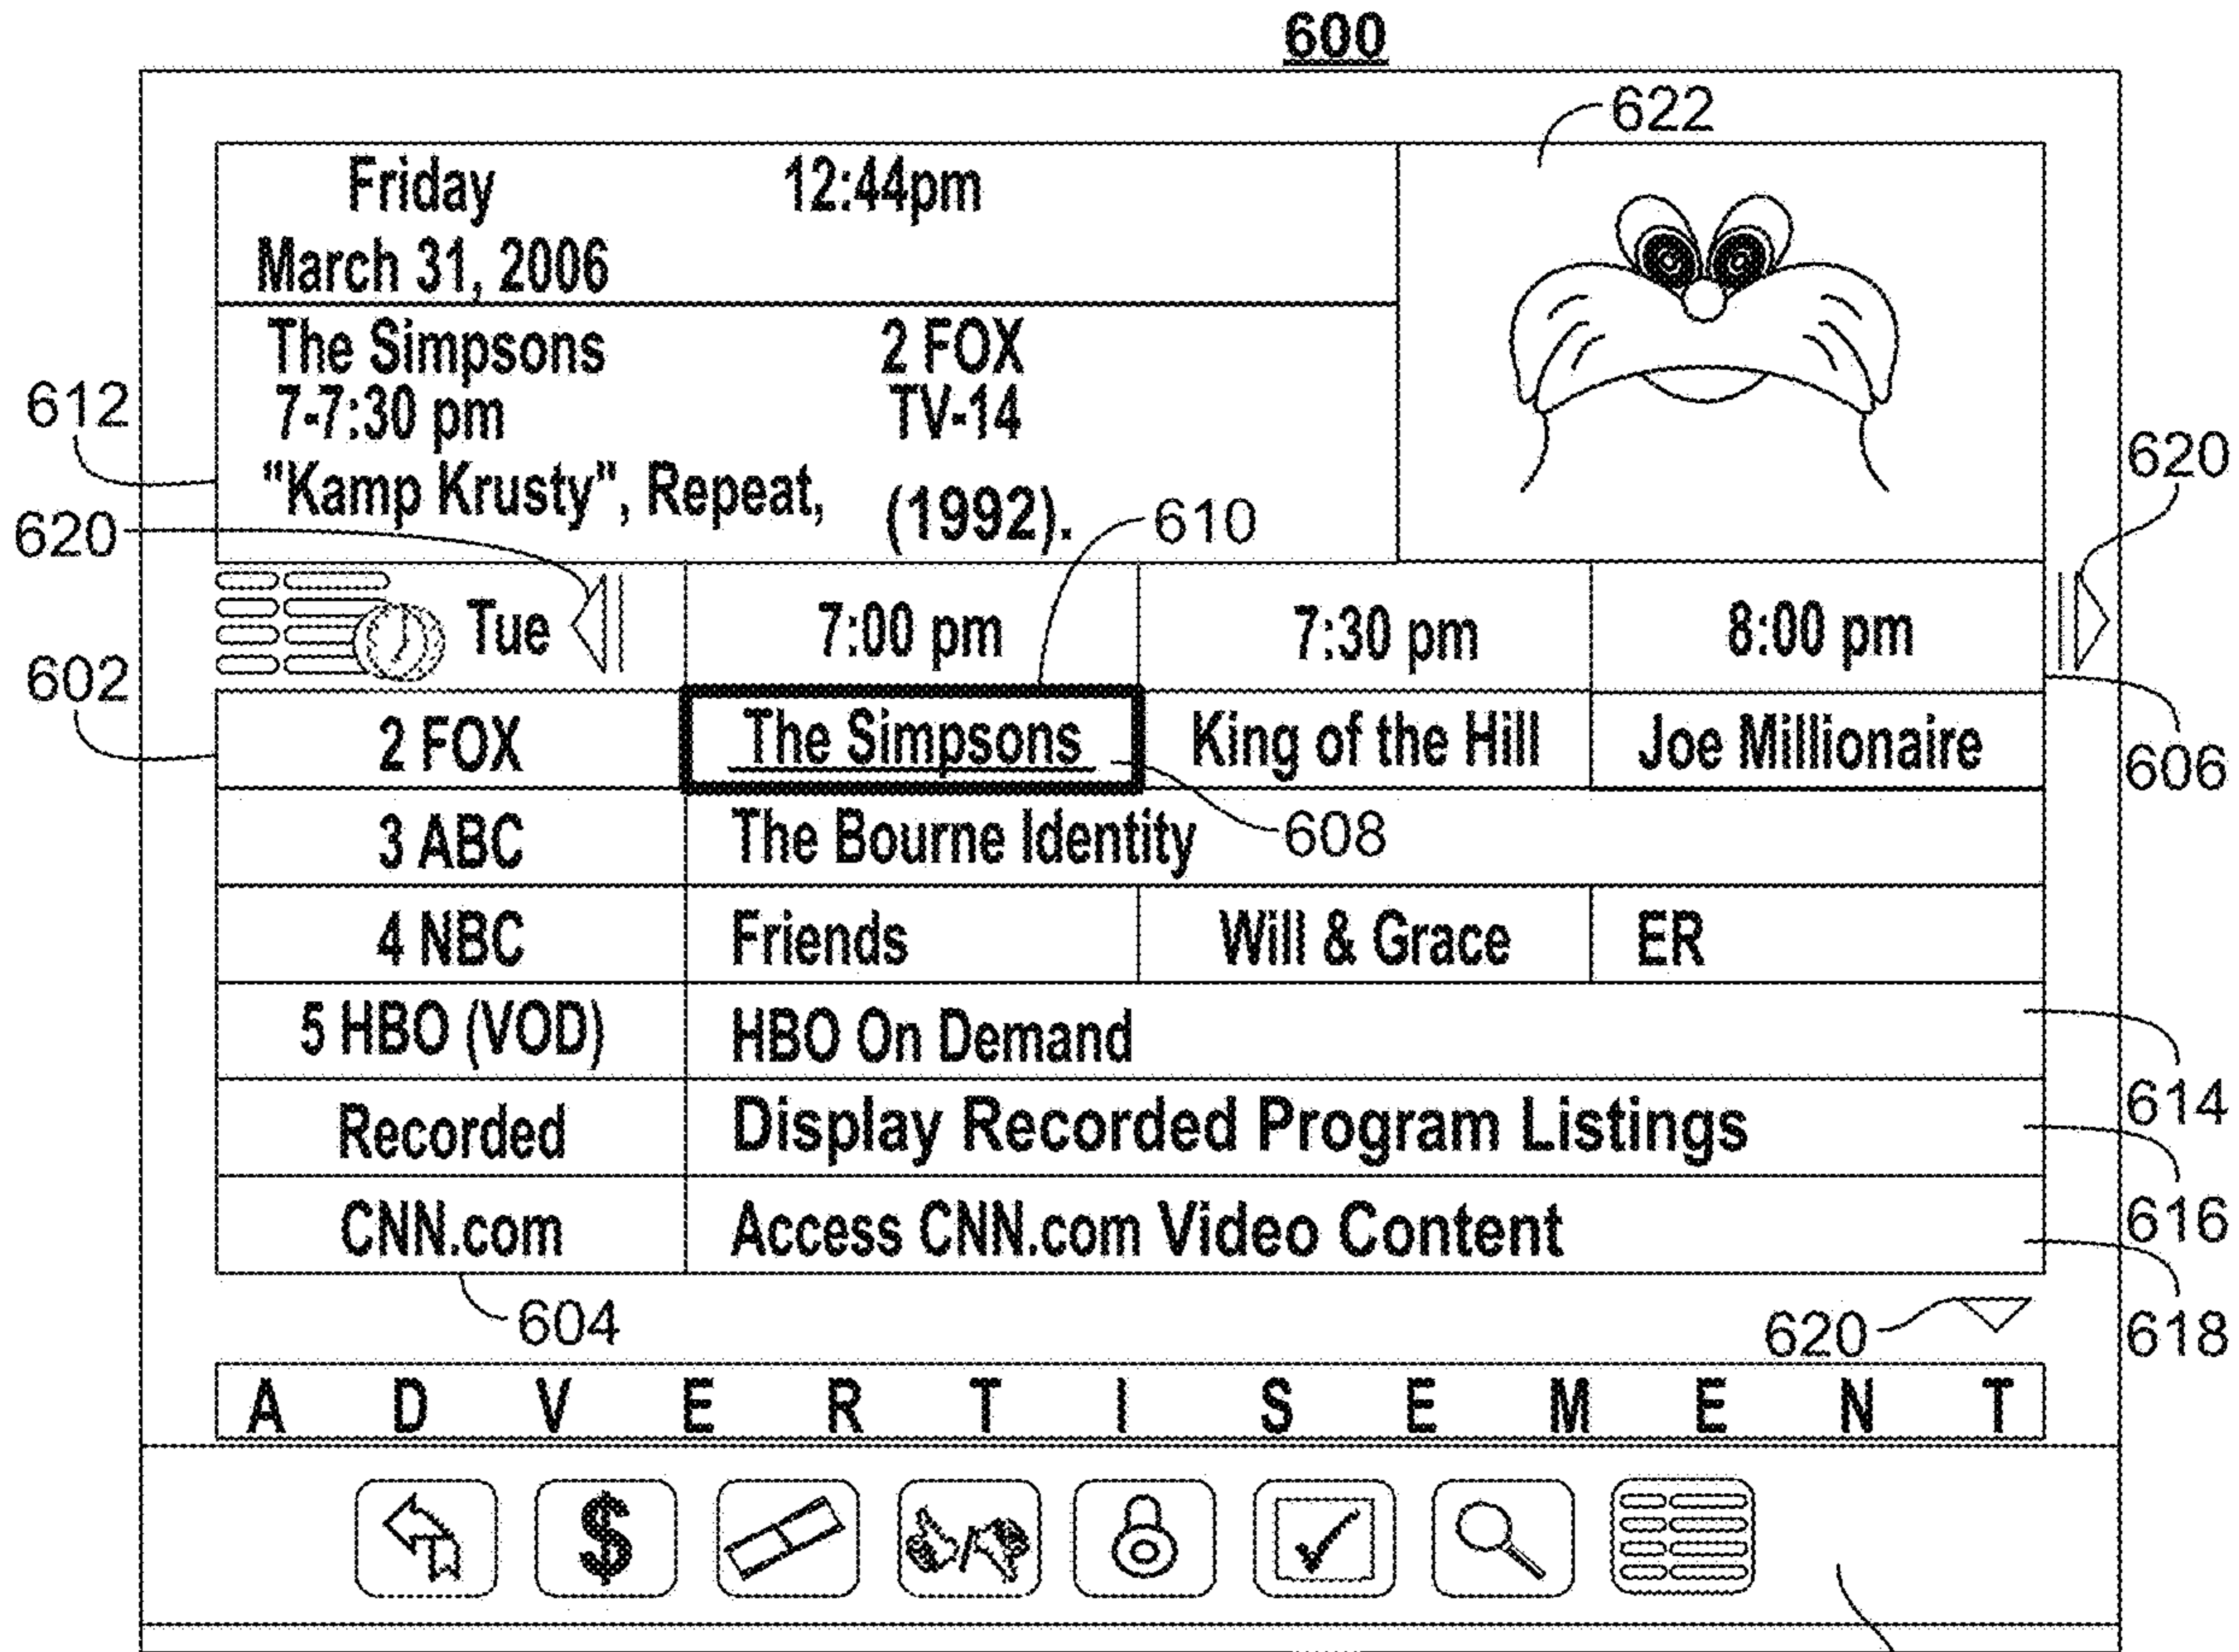 600
622
Friday 12:44pm
March 31, 2006
The Simpsons 2 FOX
612
7-7:30 pm TV-14
620
"Kamp Krusty", Repeat, (1992).
620
610
Tue 7:00 pm 7:30 pm 8:00 pm
602
2 FOX The Simpsons King of the Hill Joe Millionaire
606
3 ABC The Bourne Identity
608
4 NBC Friends Will & Grace ER
5 HBO (VOD) HBO On Demand
614
Recorded Display Recorded Program Listings
616
CNN.com Access CNN.com Video Content
604
620
618
A D V E R T I S E M E N T
$